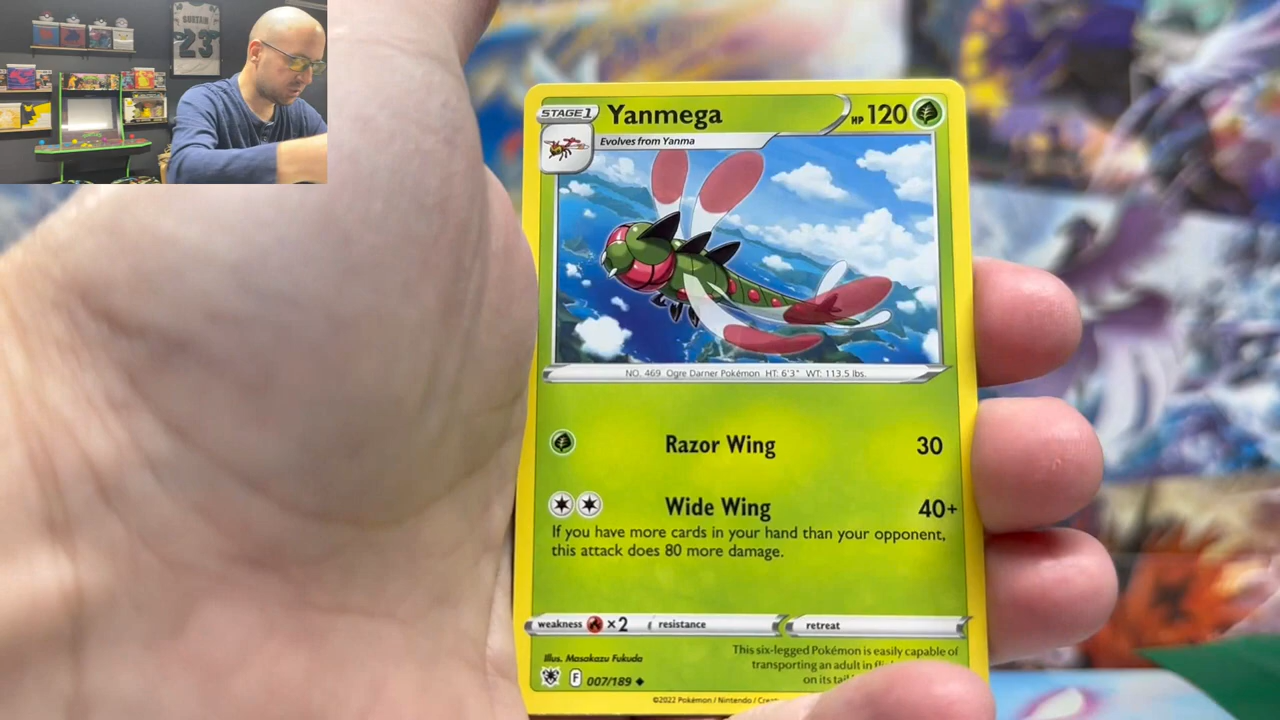 SURTAIN
23
STAGE 1
Yanmega
HP 120
Evolves from Yanma
NO. 469 Ogre Darner Pokémon HT: 6'3" WT: 113.5 lbs.
Razor Wing 30
Wide Wing 40+
If you have more cards in your hand than your opponent,
this attack does 80 more damage.
weakness ×2 resistance retreat
Illus. Masakazu Fukuda
This six-legged Pokémon is easily capable of
transporting an adult in
on its
F 007/189
©2022 Pokémon / Nintendo /